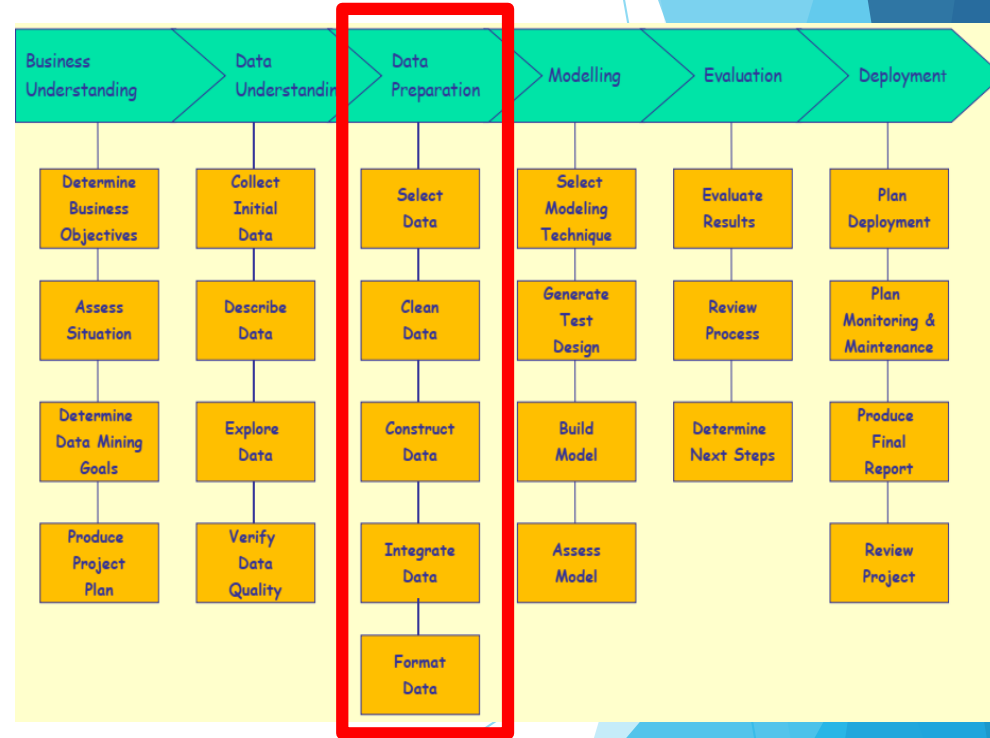 Business
Understanding
Data
Understandin
Data
Preparation
Modelling
Evaluation
Deployment
Determine
Business
Objectives
Assess
Situation
Determine
Data Mining
Goals
Produce
Project
Plan
Collect
Initial
Data
Describe
Data
Explore
Data
Verify
Data
Quality
Select
Data
Clean
Data
Construct
Data
Integrate
Data
Format
Data
Select
Modeling
Technique
Generate
Test
Design
Build
Model
Assess
Model
Evaluate
Results
Review
Process
Determine
Next Steps
Plan
Deployment
Plan
Monitoring &
Maintenance
Produce
Final
Report
Review
Project